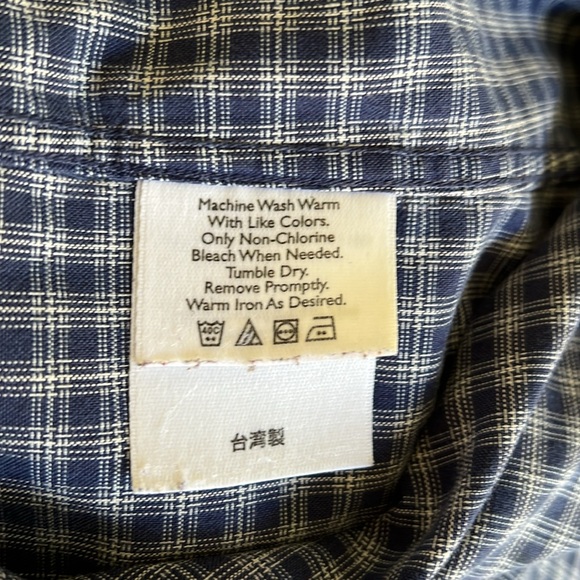 Machine Wash Warm
With Like Colors.
Only Non-Chlorine
Bleach When Needed.
Tumble Dry.
Remove Promptly.
Warm Iron As Desired.
40C
台湾製